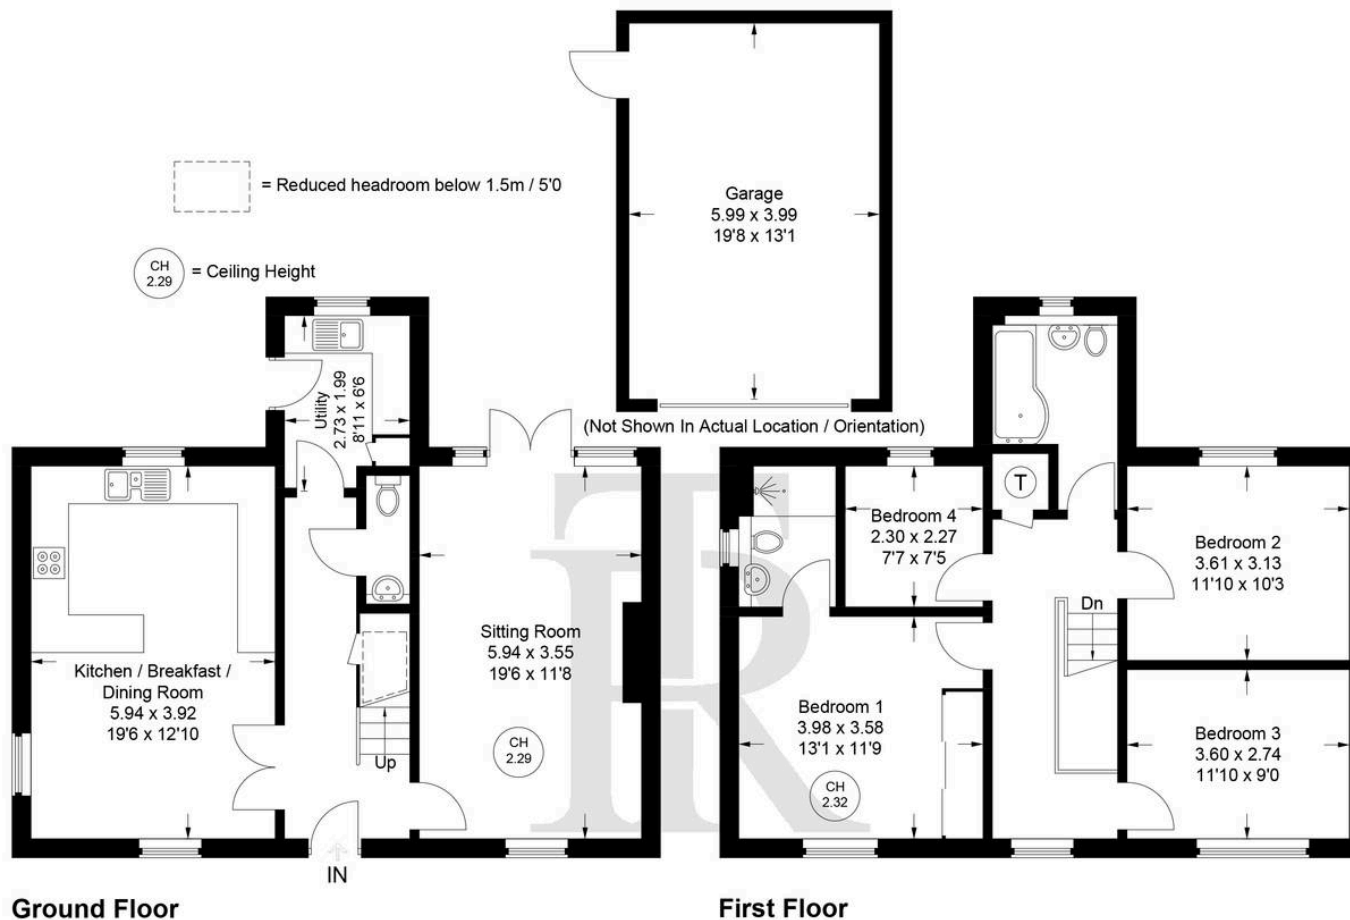 Garage
5.99 x 3.99
19'8 x 13'1
= Reduced headroom below 1.5m / 5'0
CH
2.29
= Ceiling Height
(Not Shown In Actual Location / Orientation)
Utility
2.73 x 1.99
8'11 x 6'6
Kitchen / Breakfast /
Dining Room
5.94 x 3.92
19'6 x 12'10
Sitting Room
5.94 x 3.55
19'6 x 11'8
CH
2.29
Up
IN
Ground Floor
T
Bedroom 4
2.30 x 2.27
7'7 x 7'5
Bedroom 2
3.61 x 3.13
11'10 x 10'3
Dn
Bedroom 1
3.98 x 3.58
13'1 x 11'9
CH
2.32
Bedroom 3
3.60 x 2.74
11'10 x 9'0
First Floor
TR